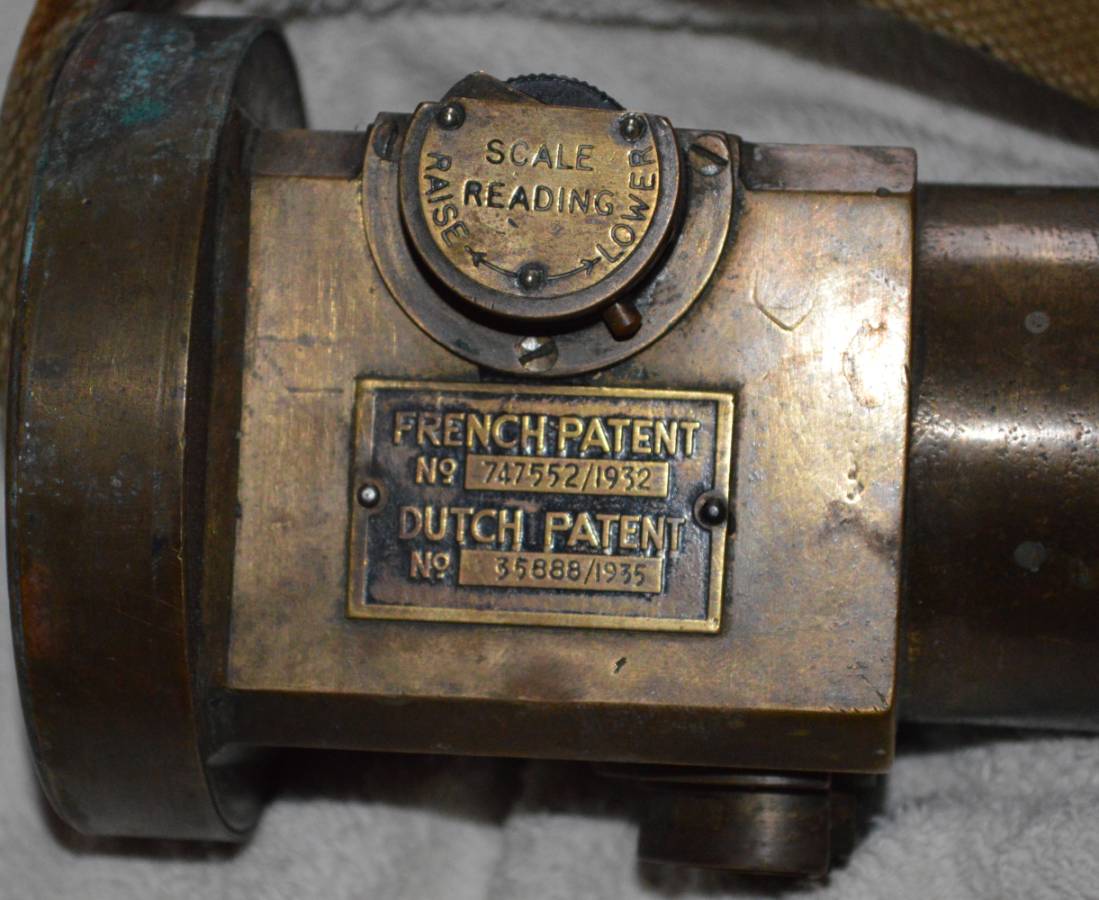 SCALE
READING
RAISE
LOWER
FRENCH PATENT
Nº 747552/1932
DUTCH PATENT
Nº 35888/1935